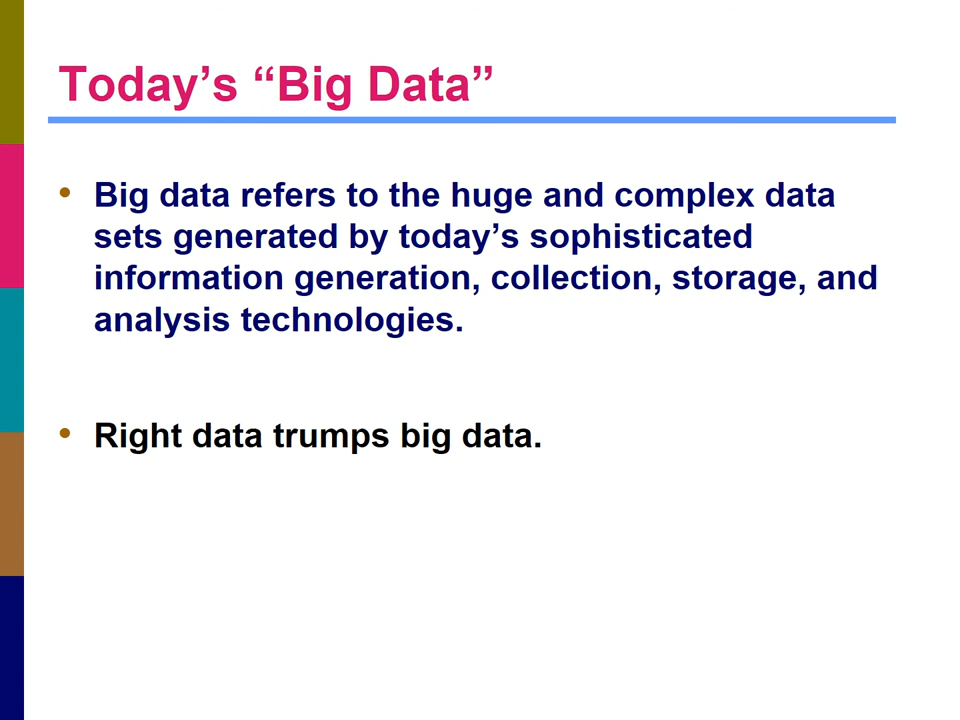 Today’s “Big Data”
• Big data refers to the huge and complex data
sets generated by today’s sophisticated
information generation, collection, storage, and
analysis technologies.
• Right data trumps big data.